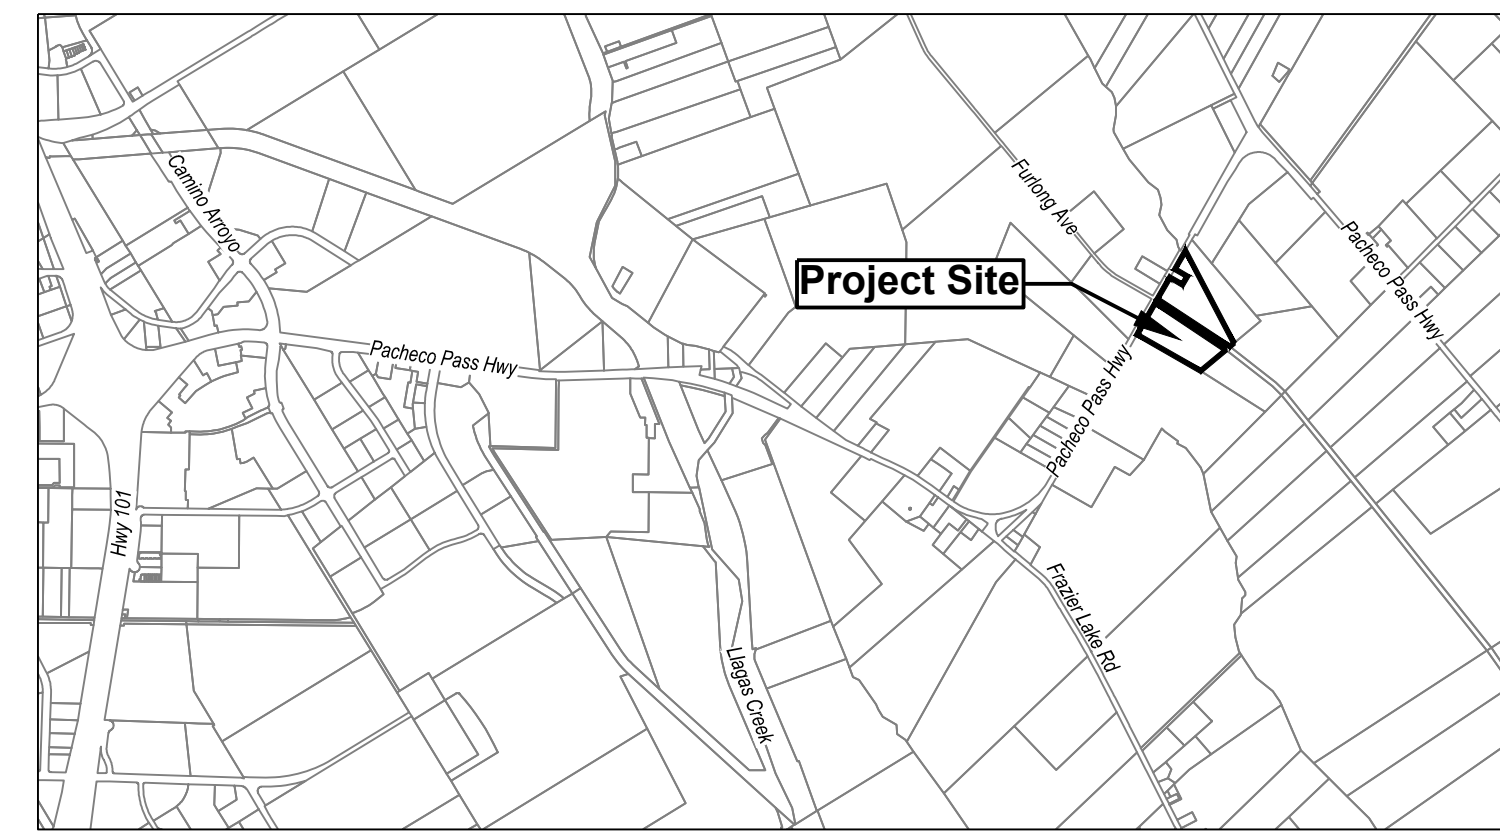 Camino Arroyo
Furlong Ave
Pacheco Pass Hwy
Project Site
Pacheco Pass Hwy
Pacheco Pass Hwy
Hwy 101
Frazier Lake Rd
Llagas Creek